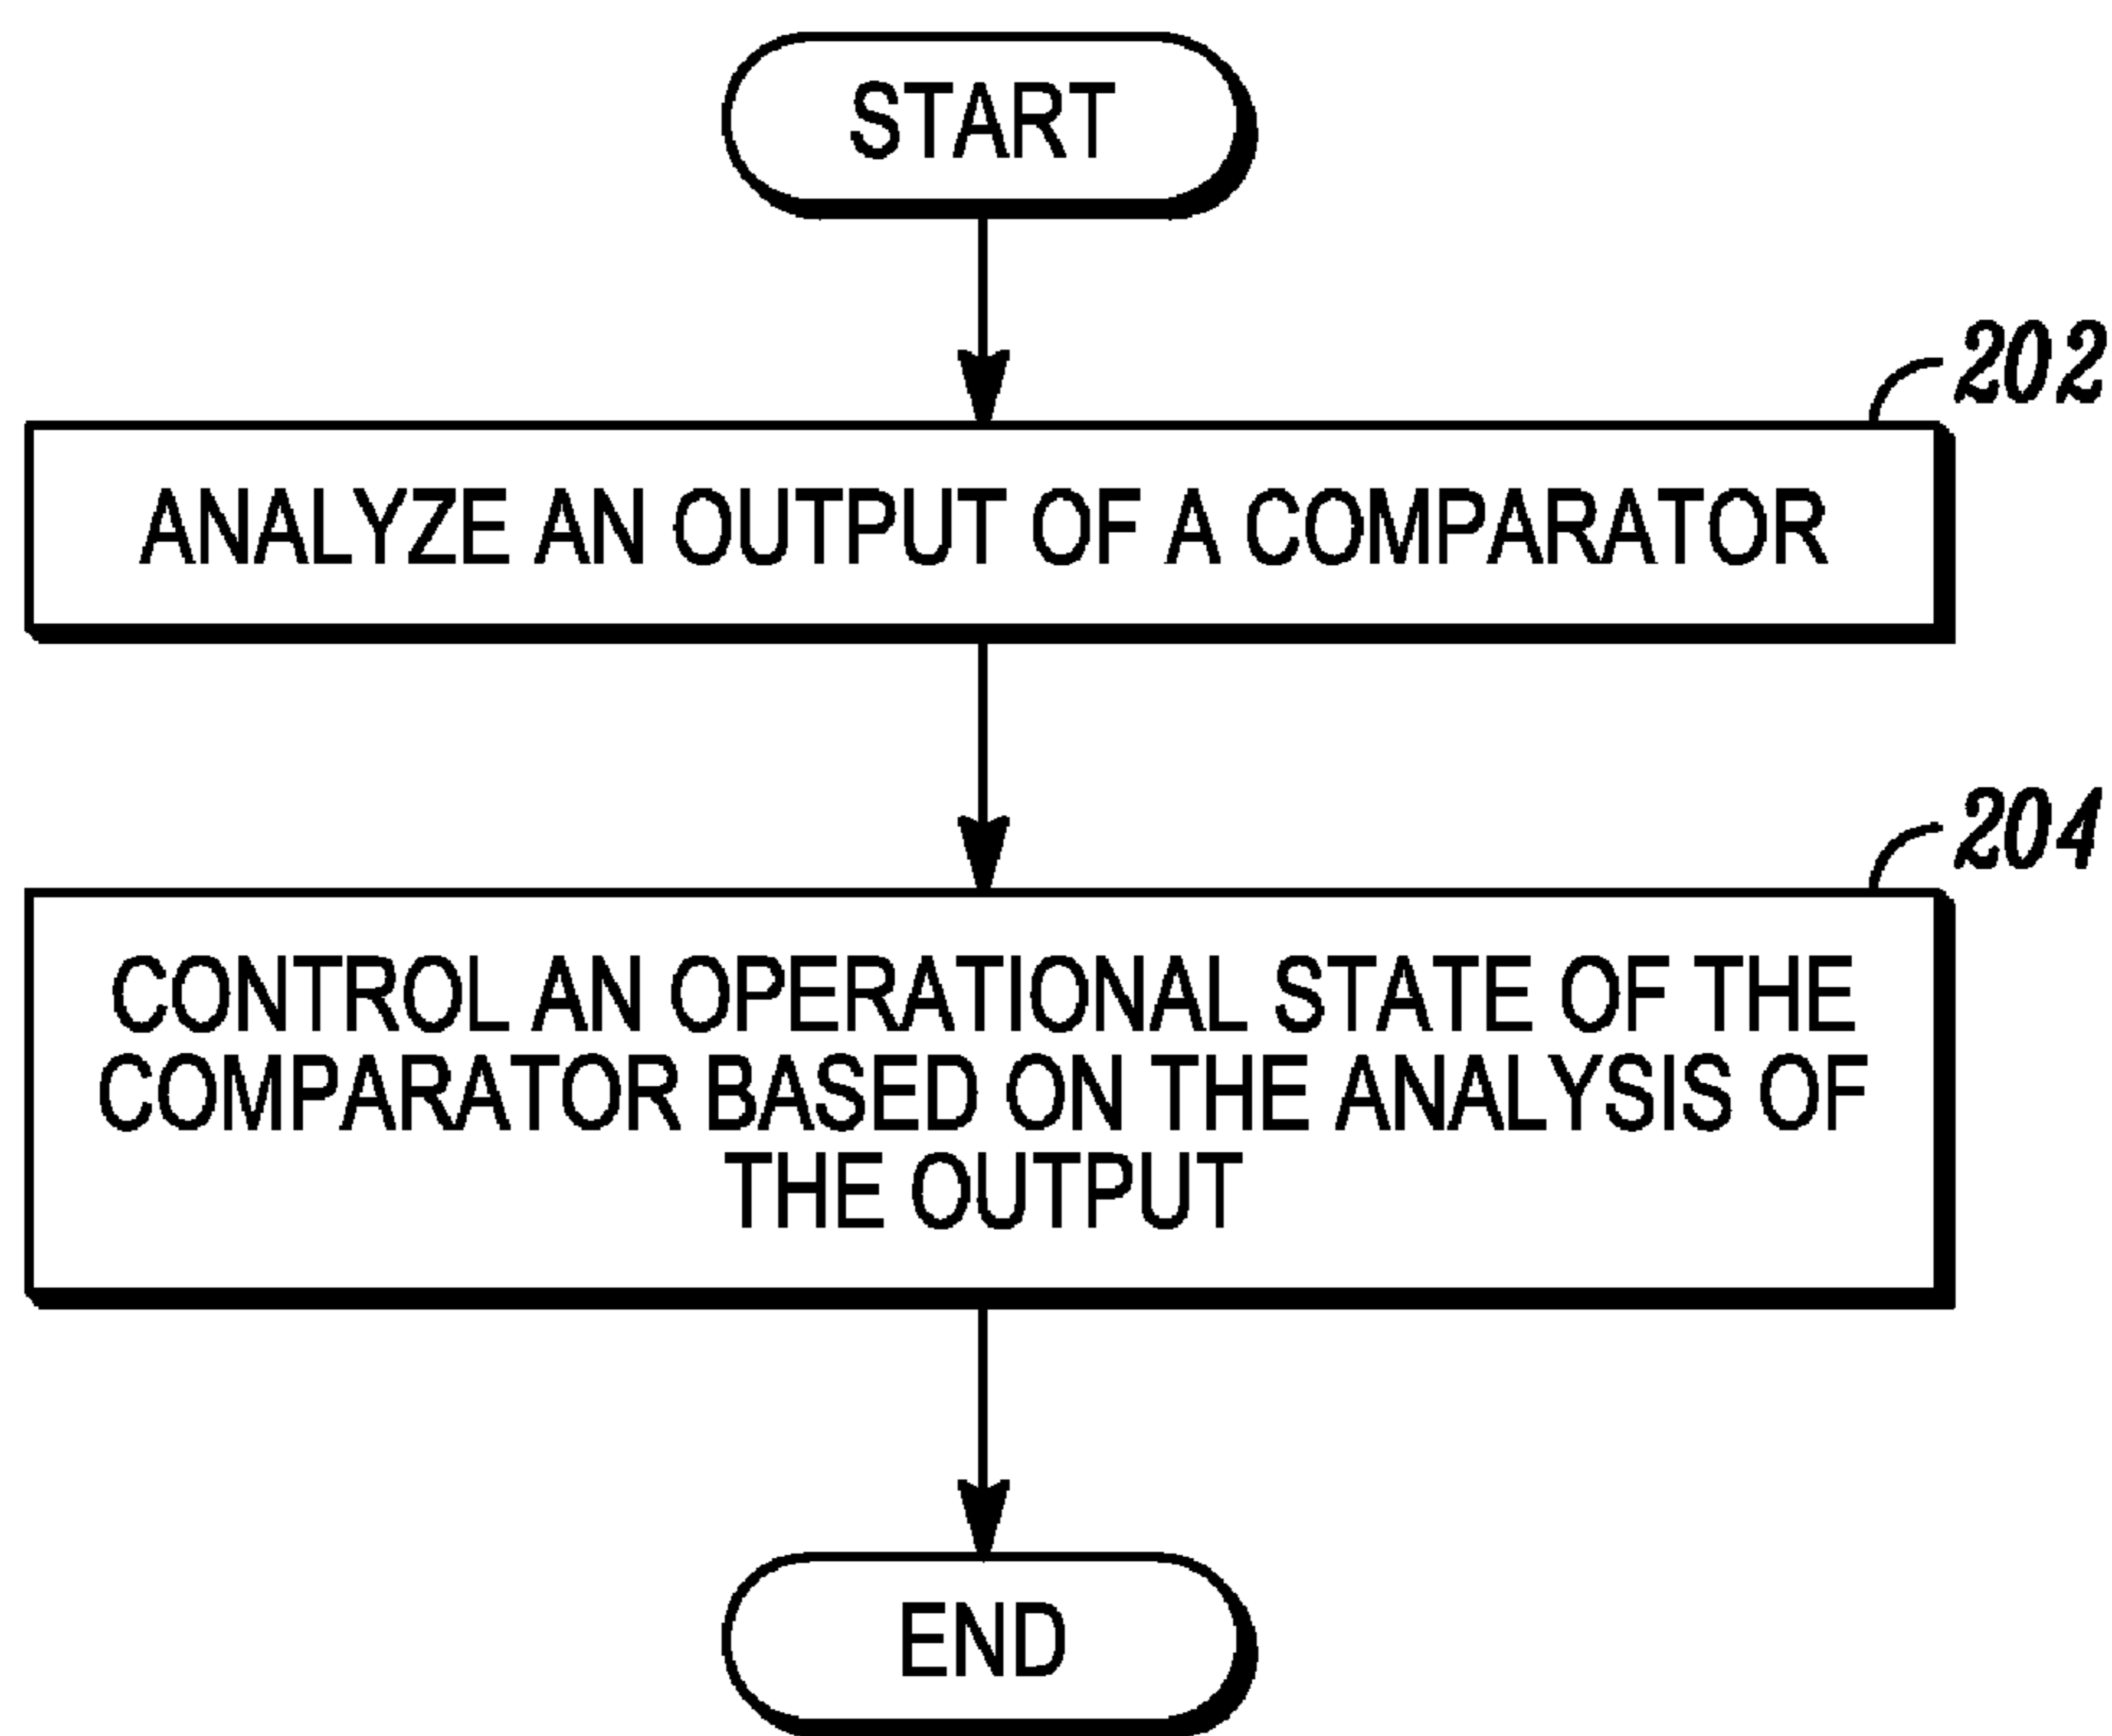 START
202
ANALYZE AN OUTPUT OF A COMPARATOR
204
CONTROL AN OPERATIONAL STATE OF THE
COMPARATOR BASED ON THE ANALYSIS OF
THE OUTPUT
END